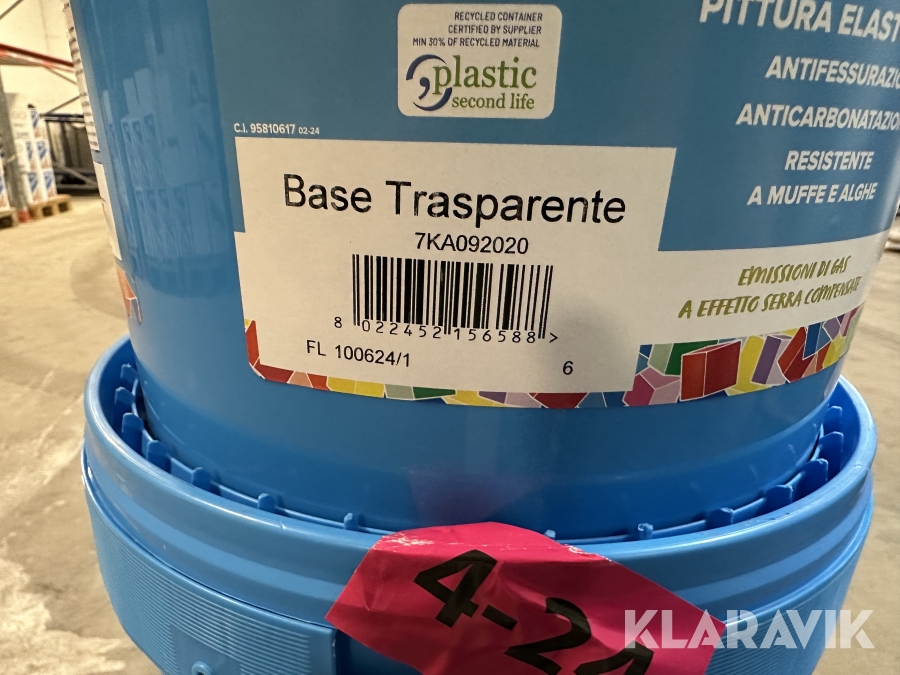 RECYCLED CONTAINER
CERTIFIED BY SUPPLIER
MIN 30% OF RECYCLED MATERIAL
plastic
second life
PITTURA ELAST
ANTIFESSURAZIO
ANTICARBONATAZION
RESISTENTE
A MUFFE E ALGHE
C.I. 95810617 02-24
Base Trasparente
7KA092020
8 022452 156588 >
FL 100624/1
6
EMISSIONI DI GAS
A EFFETTO SERRA COMPENSATE
4-24
KLARAVIK